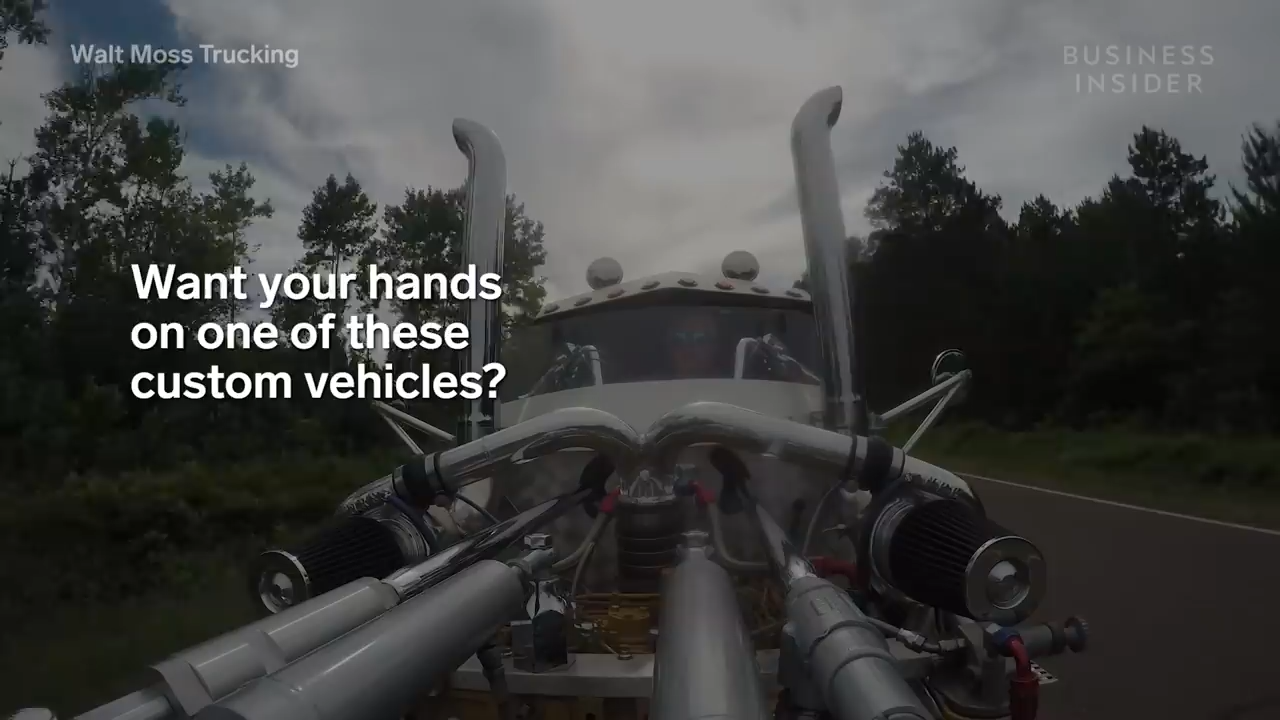 Walt Moss Trucking
BUSINESS
INSIDER
Want your hands
on one of these
custom vehicles?